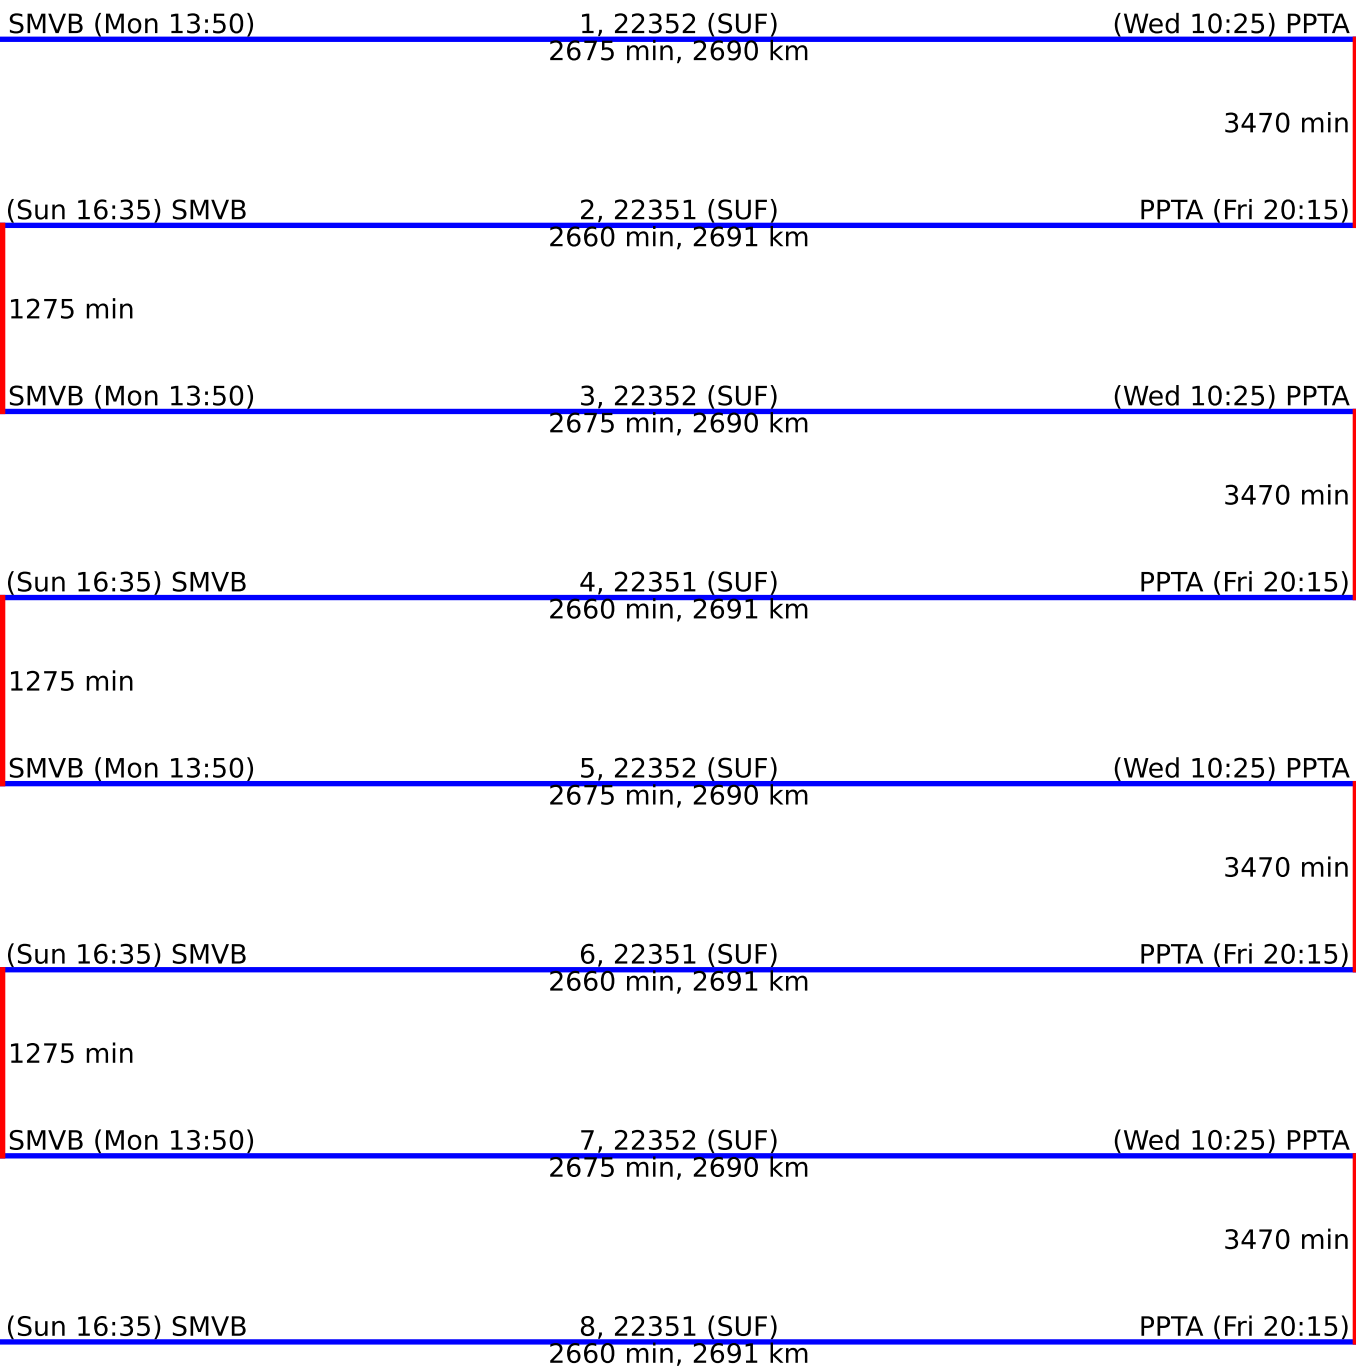 SMVB (Mon 13:50) 1, 22352 (SUF) (Wed 10:25) PPTA
2675 min, 2690 km
3470 min
(Sun 16:35) SMVB 2, 22351 (SUF) PPTA (Fri 20:15)
2660 min, 2691 km
1275 min
SMVB (Mon 13:50) 3, 22352 (SUF) (Wed 10:25) PPTA
2675 min, 2690 km
3470 min
(Sun 16:35) SMVB 4, 22351 (SUF) PPTA (Fri 20:15)
2660 min, 2691 km
1275 min
SMVB (Mon 13:50) 5, 22352 (SUF) (Wed 10:25) PPTA
2675 min, 2690 km
3470 min
(Sun 16:35) SMVB 6, 22351 (SUF) PPTA (Fri 20:15)
2660 min, 2691 km
1275 min
SMVB (Mon 13:50) 7, 22352 (SUF) (Wed 10:25) PPTA
2675 min, 2690 km
3470 min
(Sun 16:35) SMVB 8, 22351 (SUF) PPTA (Fri 20:15)
2660 min, 2691 km